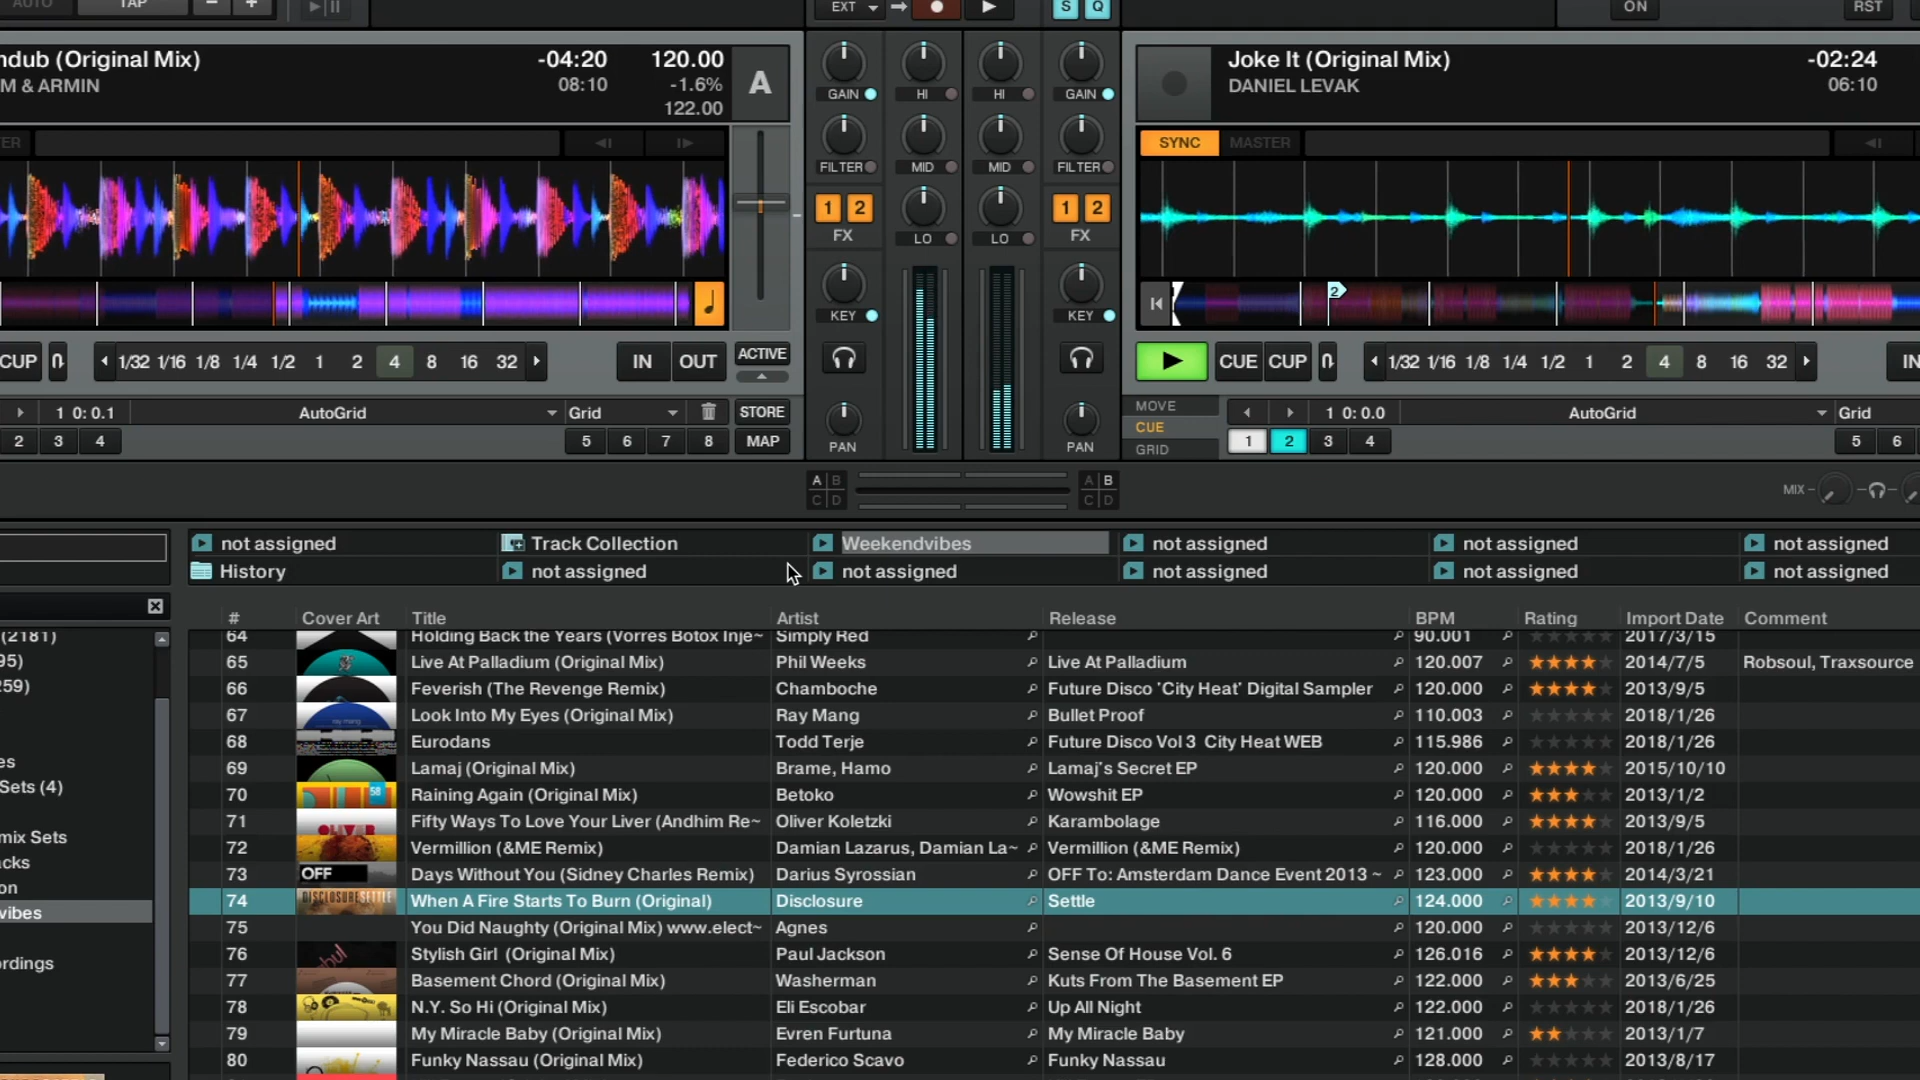 AUTO TAP − + EXT S Q ON RST
ndub (Original Mix) -04:20 120.00
M & ARMIN 08:10 -1.6%
122.00
A
Joke It (Original Mix) -02:24
DANIEL LEVAK 06:10
GAIN HI HI GAIN
ER SYNC MASTER
FILTER MID MID FILTER
1 2 1 2
FX LO LO FX
2
KEY KEY
CUP 1/32 1/16 1/8 1/4 1/2 1 2 4 8 16 32 IN OUT ACTIVE
CUE CUP 1/32 1/16 1/8 1/4 1/2 1 2 4 8 16 32 IN
1 0: 0.1 AutoGrid Grid STORE
MOVE 1 0: 0.0 AutoGrid Grid
CUE
GRID
2 3 4 5 6 7 8 MAP
1 2 3 4 5 6
PAN PAN
A B A B
C D C D
MIX
not assigned Track Collection Weekendvibes not assigned not assigned not assigned
History not assigned not assigned not assigned not assigned not assigned
# Cover Art Title Artist Release BPM Rating Import Date Comment
64 Holding Back the Years (Vorres Botox Inje~ Simply Red 90.001 2017/3/15
65 Live At Palladium (Original Mix) Phil Weeks Live At Palladium 120.007 2014/7/5 Robsoul, Traxsource
66 Feverish (The Revenge Remix) Chamboche Future Disco 'City Heat' Digital Sampler 120.000 2013/9/5
67 Look Into My Eyes (Original Mix) Ray Mang Bullet Proof 110.003 2018/1/26
68 Eurodans Todd Terje Future Disco Vol 3 City Heat WEB 115.986 2018/1/26
69 Lamaj (Original Mix) Brame, Hamo Lamaj's Secret EP 120.000 2015/10/10
70 58 Raining Again (Original Mix) Betoko Wowshit EP 120.000 2013/1/2
71 Fifty Ways To Love Your Liver (Andhim Re~ Oliver Koletzki Karambolage 116.000 2013/9/5
72 Vermillion (&ME Remix) Damian Lazarus, Damian La~ Vermillion (&ME Remix) 120.000 2018/1/26
73 OFF Days Without You (Sidney Charles Remix) Darius Syrossian OFF To: Amsterdam Dance Event 2013 ~ 123.000 2014/3/21
74 DISCLOSURE SETTLE When A Fire Starts To Burn (Original) Disclosure Settle 124.000 2013/9/10
75 You Did Naughty (Original Mix) www.elect~ Agnes 120.000 2013/12/6
76 Stylish Girl (Original Mix) Paul Jackson Sense Of House Vol. 6 126.016 2013/12/6
77 Basement Chord (Original Mix) Washerman Kuts From The Basement EP 122.000 2013/6/25
78 N.Y. So Hi (Original Mix) Eli Escobar Up All Night 122.000 2018/1/26
79 My Miracle Baby (Original Mix) Evren Furtuna My Miracle Baby 121.000 2013/1/7
80 Funky Nassau (Original Mix) Federico Scavo Funky Nassau 128.000 2013/8/17
(2181)
95)
259)
es
Sets (4)
mix Sets
acks
on
vibes
ordings